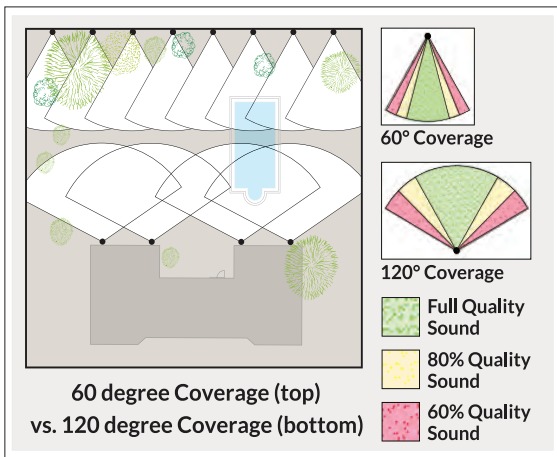 60° Coverage
120° Coverage
Full Quality
Sound
80% Quality
Sound
60% Quality
Sound
60 degree Coverage (top)
vs. 120 degree Coverage (bottom)